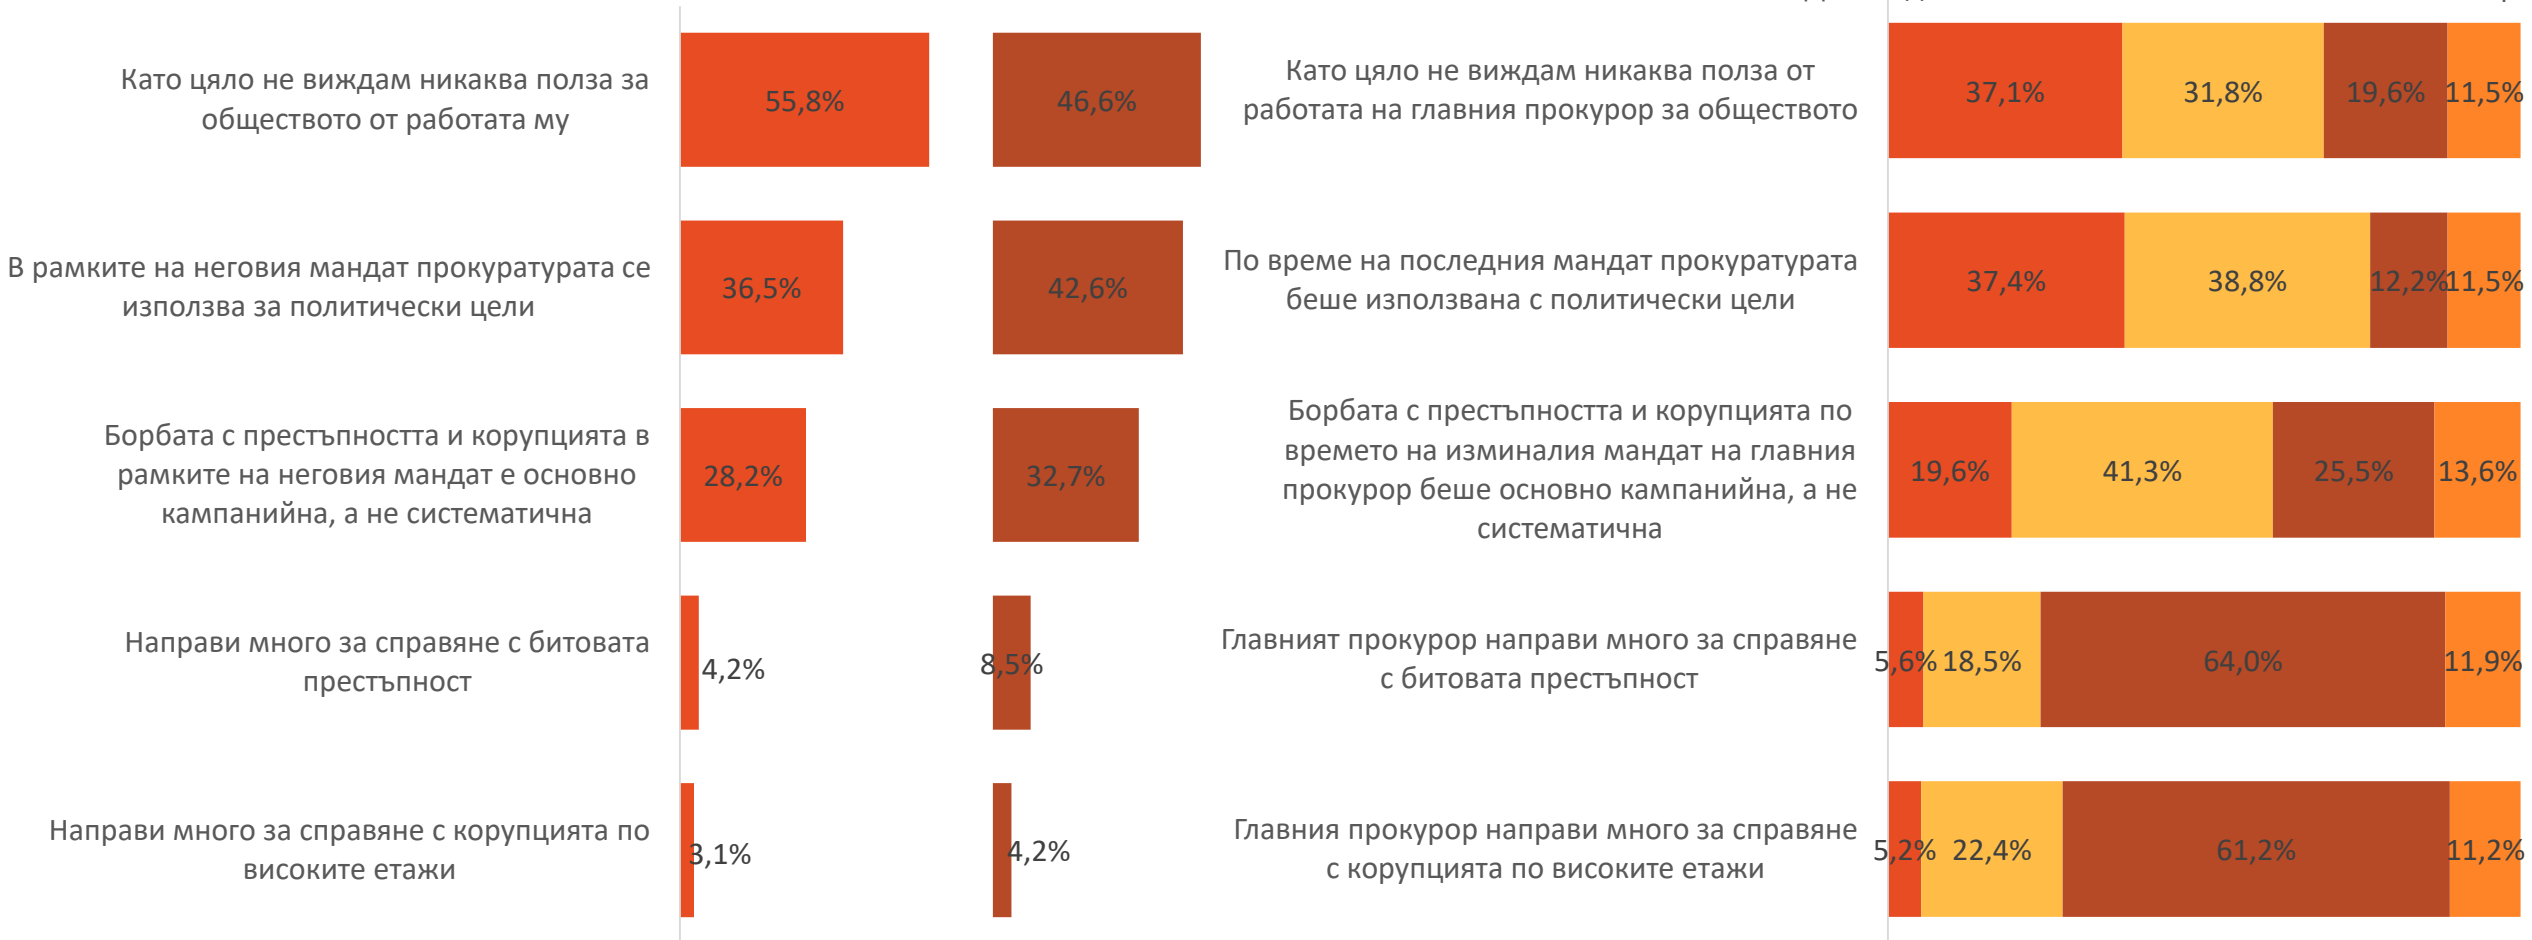 Като цяло не виждам никаква полза за
обществото от работата му
55,8%
46,6%
В рамките на неговия мандат прокуратурата се
използва за политически цели
36,5%
42,6%
Борбата с престъпността и корупцията в
рамките на неговия мандат е основно
кампанийна, а не систематична
28,2%
32,7%
Направи много за справяне с битовата
престъпност
4,2%
8,5%
Направи много за справяне с корупцията по
високите етажи
3,1%
4,2%
Като цяло не виждам никаква полза от
работата на главния прокурор за обществото
37,1% 31,8% 19,6% 11,5%
По време на последния мандат прокуратурата
беше използвана с политически цели
37,4% 38,8% 12,2% 11,5%
Борбата с престъпността и корупцията по
времето на изминалия мандат на главния
прокурор беше основно кампанийна, а не
систематична
19,6% 41,3% 25,5% 13,6%
Главният прокурор направи много за справяне
с битовата престъпност
5,6% 18,5% 64,0% 11,9%
Главния прокурор направи много за справяне
с корупцията по високите етажи
5,2% 22,4% 61,2% 11,2%